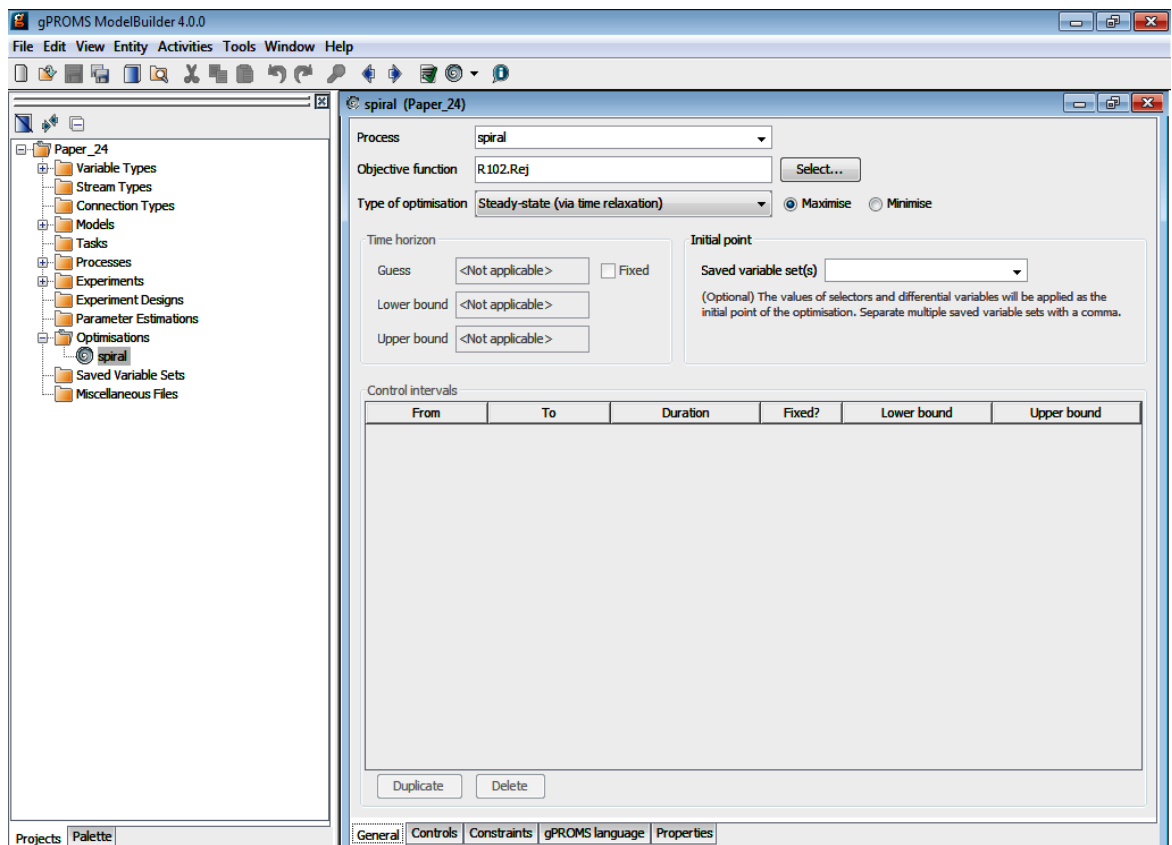 gPROMS ModelBuilder 4.0.0
File Edit View Entity Activities Tools Window Help
Paper_24
Variable Types
Stream Types
Connection Types
Models
Tasks
Processes
Experiments
Experiment Designs
Parameter Estimations
Optimisations
spiral
Saved Variable Sets
Miscellaneous Files
Projects Palette
spiral (Paper_24)
Process spiral
Objective function R102.Rej Select...
Type of optimisation Steady-state (via time relaxation) Maximise Minimise
Time horizon
Guess <Not applicable> Fixed
Lower bound <Not applicable>
Upper bound <Not applicable>
Initial point
Saved variable set(s)
(Optional) The values of selectors and differential variables will be applied as the
initial point of the optimisation. Separate multiple saved variable sets with a comma.
Control intervals
From To Duration Fixed? Lower bound Upper bound
Duplicate Delete
General Controls Constraints gPROMS language Properties